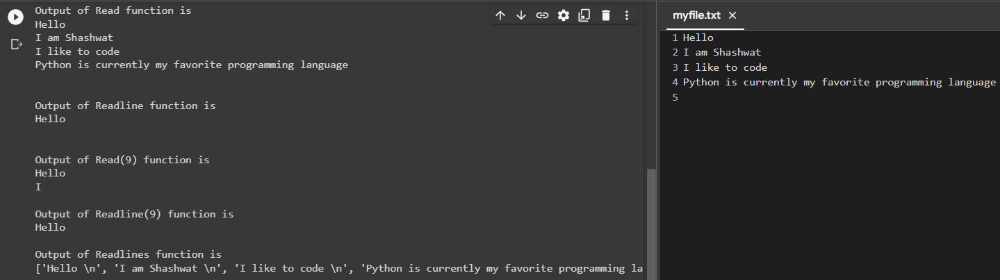 Output of Read function is
Hello
I am Shashwat
I like to code
Python is currently my favorite programming language
Output of Readline function is
Hello
Output of Read(9) function is
Hello
I
Output of Readline(9) function is
Hello
Output of Readlines function is
['Hello \n', 'I am Shashwat \n', 'I like to code \n', 'Python is currently my favorite programming la
myfile.txt
1 Hello
2 I am Shashwat
3 I like to code
4 Python is currently my favorite programming language
5